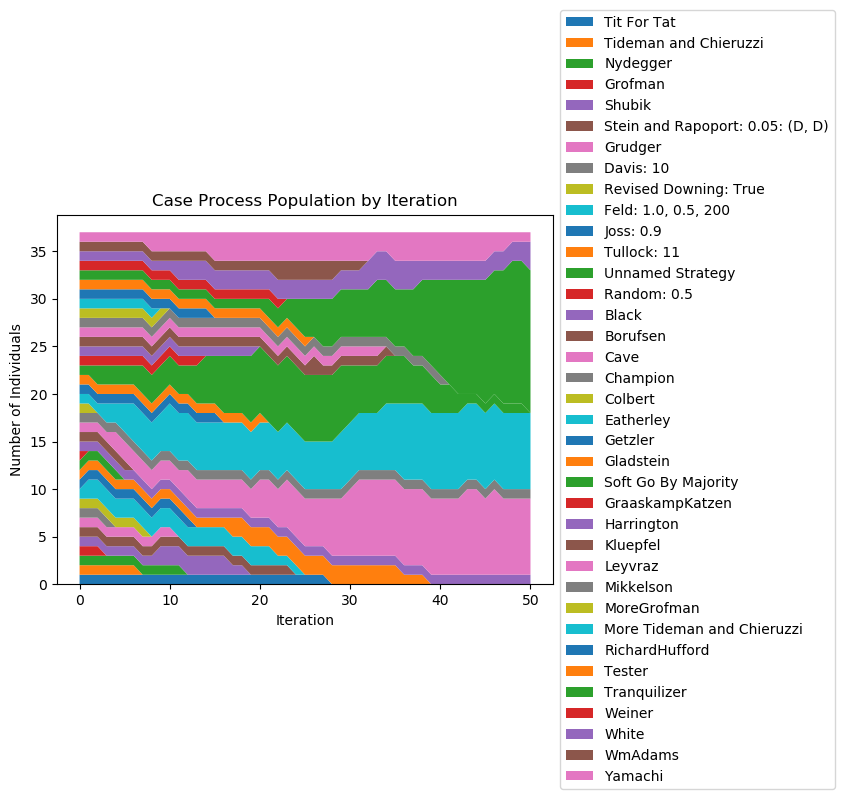 Case Process Population by Iteration
Number of Individuals
35
30
25
20
15
10
5
0
0 10 20 30 40 50
Iteration
Tit For Tat
Tideman and Chieruzzi
Nydegger
Grofman
Shubik
Stein and Rapoport: 0.05: (D, D)
Grudger
Davis: 10
Revised Downing: True
Feld: 1.0, 0.5, 200
Joss: 0.9
Tullock: 11
Unnamed Strategy
Random: 0.5
Black
Borufsen
Cave
Champion
Colbert
Eatherley
Getzler
Gladstein
Soft Go By Majority
GraaskampKatzen
Harrington
Kluepfel
Leyvraz
Mikkelson
MoreGrofman
More Tideman and Chieruzzi
RichardHufford
Tester
Tranquilizer
Weiner
White
WmAdams
Yamachi